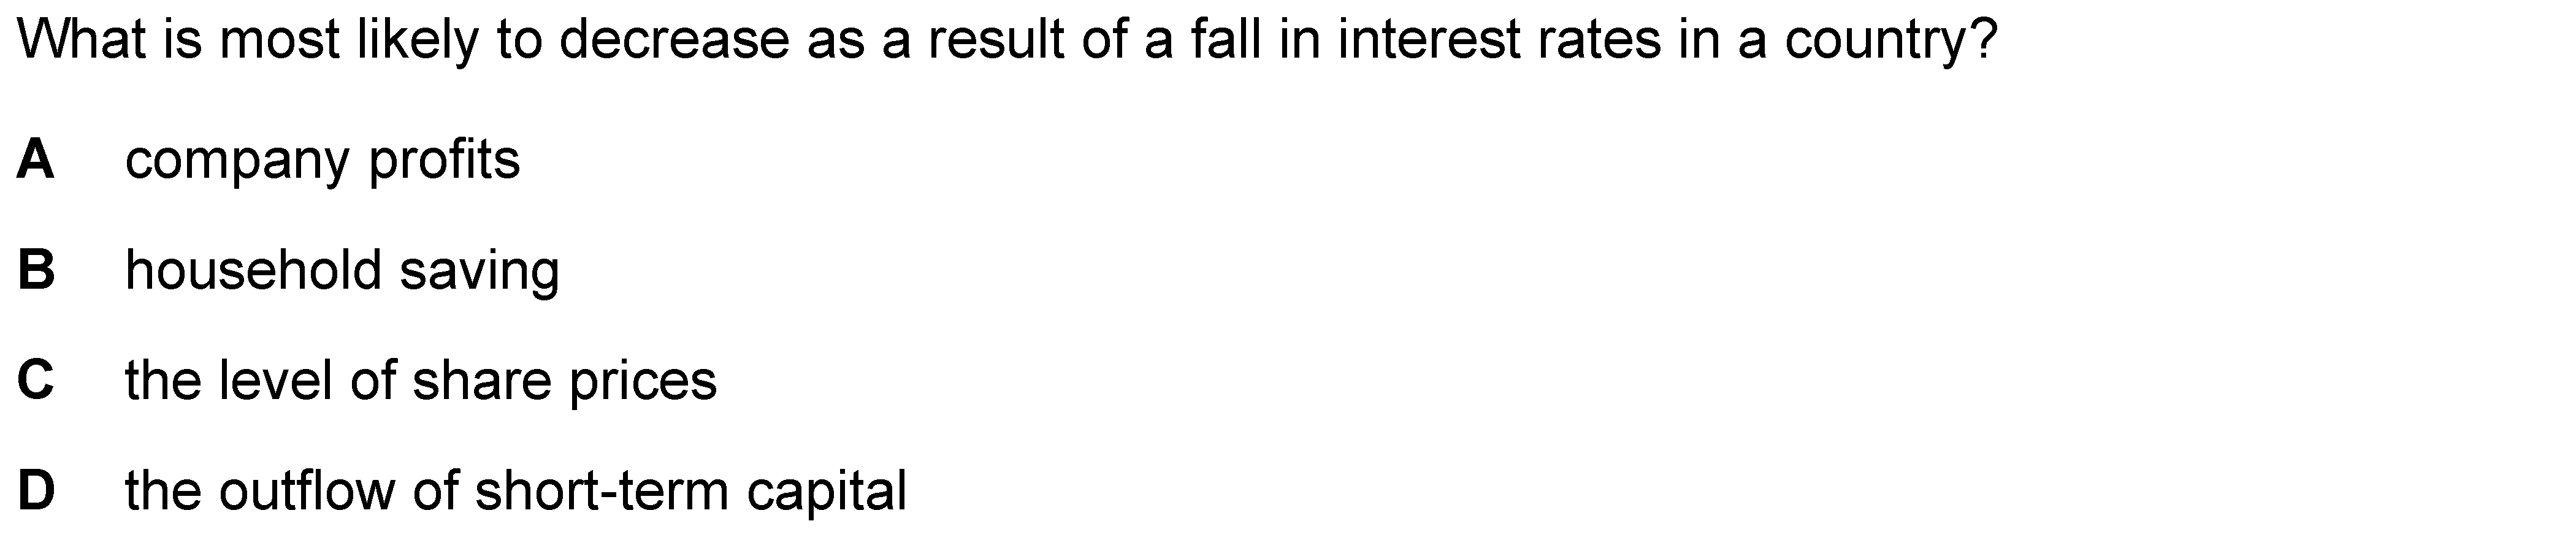 What is most likely to decrease as a result of a fall in interest rates in a country?
A company profits
B household saving
C the level of share prices
D the outflow of short-term capital